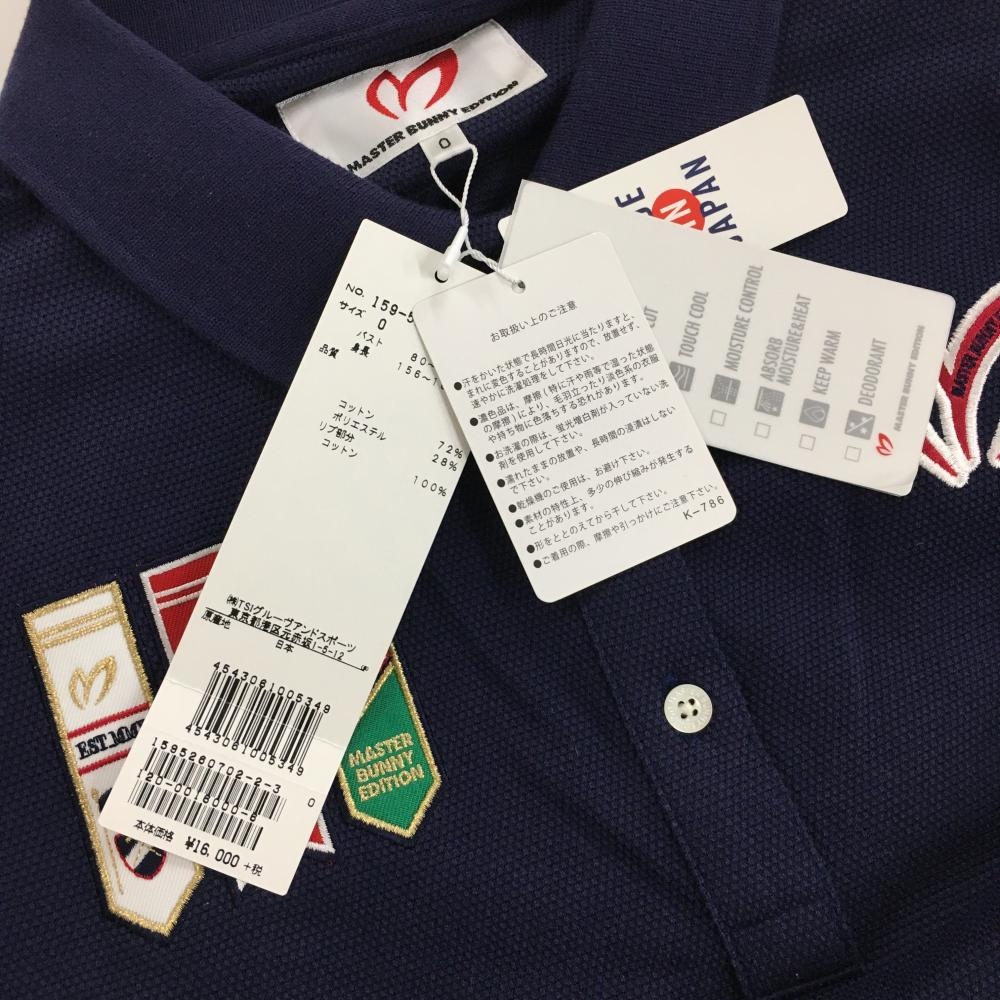 MASTER BUNNY EDITION
0
IN
JAPAN
TOUCH COOL
MOISTURE CONTROL
ABSORB
MOISTURE&HEAT
KEEP WARM
DEODORANT
MASTER BUNNY EDITION
NO. 159-5
サイズ 0
バスト 80-
身長 156~1
品質
コットン 72%
ポリエステル 28%
リブ部分
コットン 100%
(株)TSIグルーヴアンドスポーツ
東京都港区元赤坂1-5-12
原産地 日本
4543061005349
4543061005349
1585260702-2-3 0
120-0016000-6
本体価格 ¥16,000 +税
お取扱い上のご注意
●汗をかいた状態で長時間日光に当たりますと、
まれに変色することがありますので、放置せず、
速やかに洗濯処理をして下さい。
●濃色品は、摩擦(特に汗や雨等で湿った状態
の摩擦)により、毛羽立ったり淡色系の衣服
や持ち物に色落ちする恐れがあります。
●お洗濯の際は、蛍光増白剤が入っていない洗
剤を使用して下さい。
●濡れたままの放置や、長時間の浸漬はしない
で下さい。
●乾燥機のご使用は、お避け下さい。
●素材の特性上、多少の伸び縮みが発生する
ことがあります。
●形をととのえてから干して下さい。
●ご着用の際、摩擦や引っかけにご注意下さい。
K-786
EST.MM
MASTER
BUNNY
EDITION